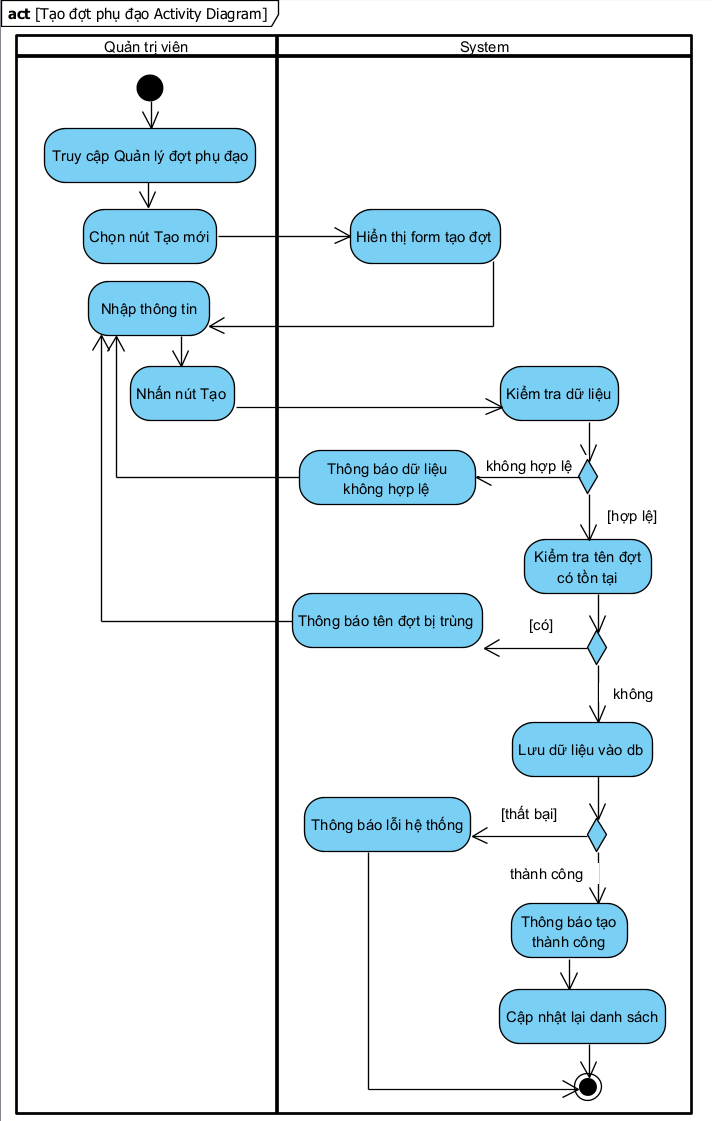 act [Tạo đợt phụ đạo Activity Diagram]
Quản trị viên
System
Truy cập Quản lý đợt phụ đạo
Chọn nút Tạo mới
Hiển thị form tạo đợt
Nhập thông tin
Nhấn nút Tạo
Kiểm tra dữ liệu
không hợp lệ
Thông báo dữ liệu
không hợp lệ
[hợp lệ]
Kiểm tra tên đợt
có tồn tại
Thông báo tên đợt bị trùng
[có]
không
Lưu dữ liệu vào db
[thất bại]
Thông báo lỗi hệ thống
thành công
Thông báo tạo
thành công
Cập nhật lại danh sách